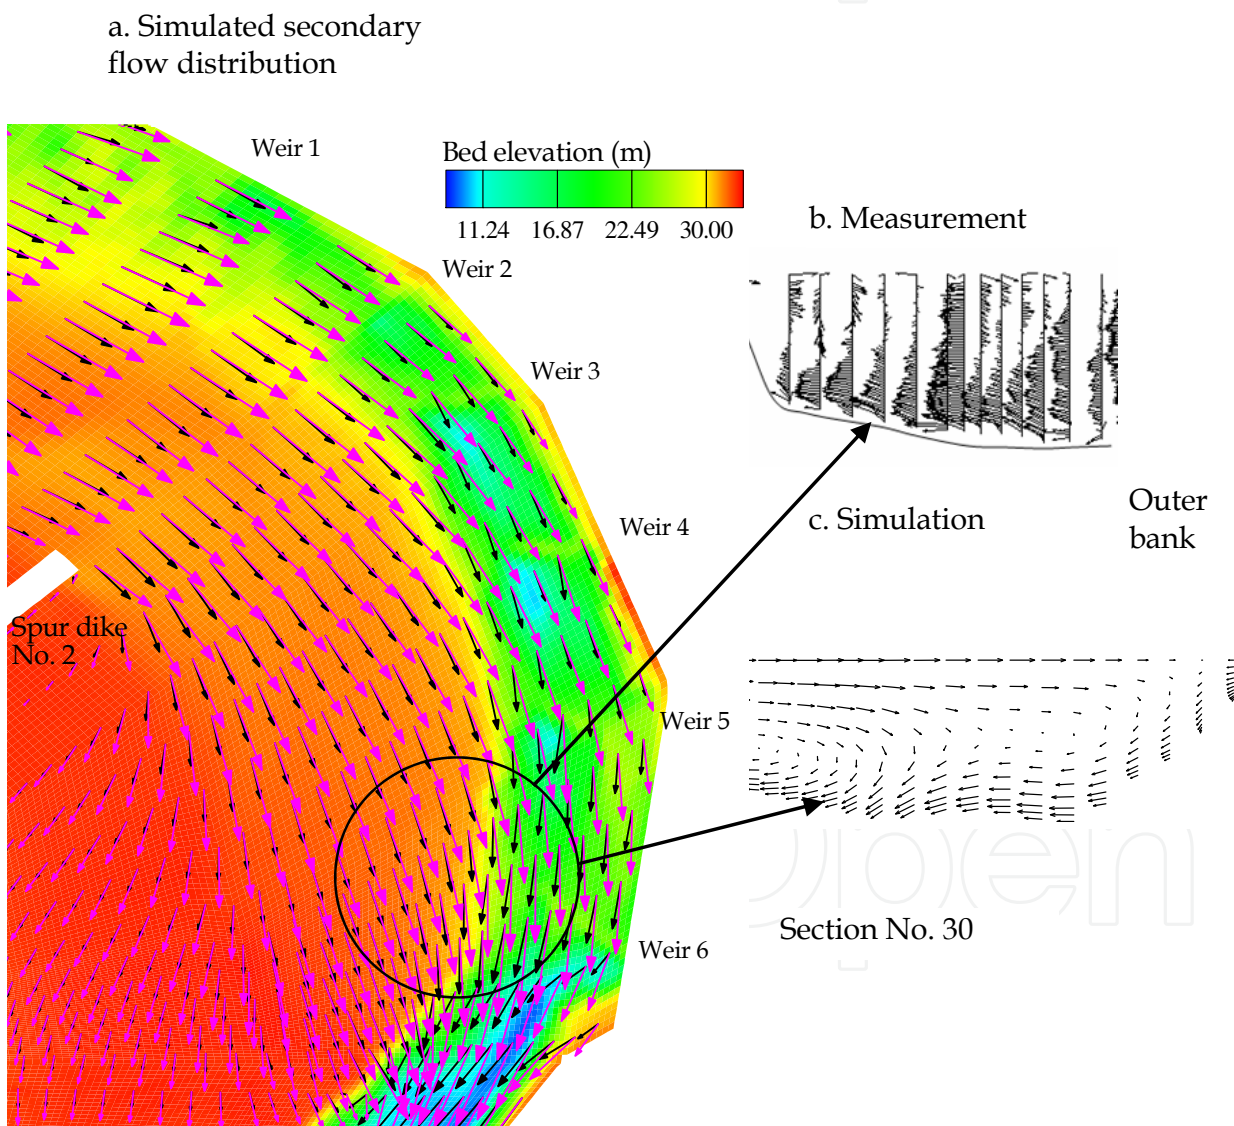 a. Simulated secondary
flow distribution
Weir 1
Bed elevation (m)
11.24 16.87 22.49 30.00
Weir 2
b. Measurement
Weir 3
Weir 4
c. Simulation
Outer
bank
Spur dike
No. 2
Weir 5
open
Section No. 30
Weir 6